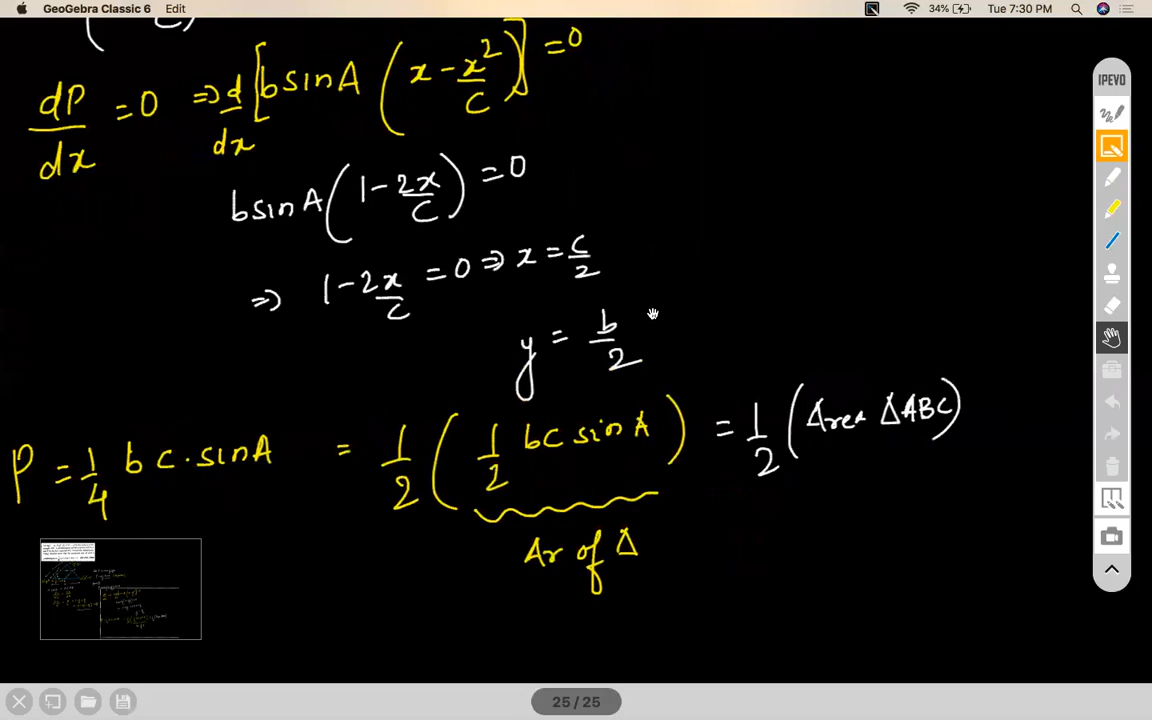 GeoGebra Classic 6 Edit 34% Tue 7:30 PM
dP/dx = 0 ⇒ d/dx [b sin A (x - x²/c)] = 0
b sin A (1 - 2x/c) = 0
⇒ 1 - 2x/c = 0 ⇒ x = c/2
y = b/2
P = 1/4 b c · sin A = 1/2 (1/2 bc sin A) = 1/2 (Area ΔABC)
Ar of Δ
IPEVO
25 / 25